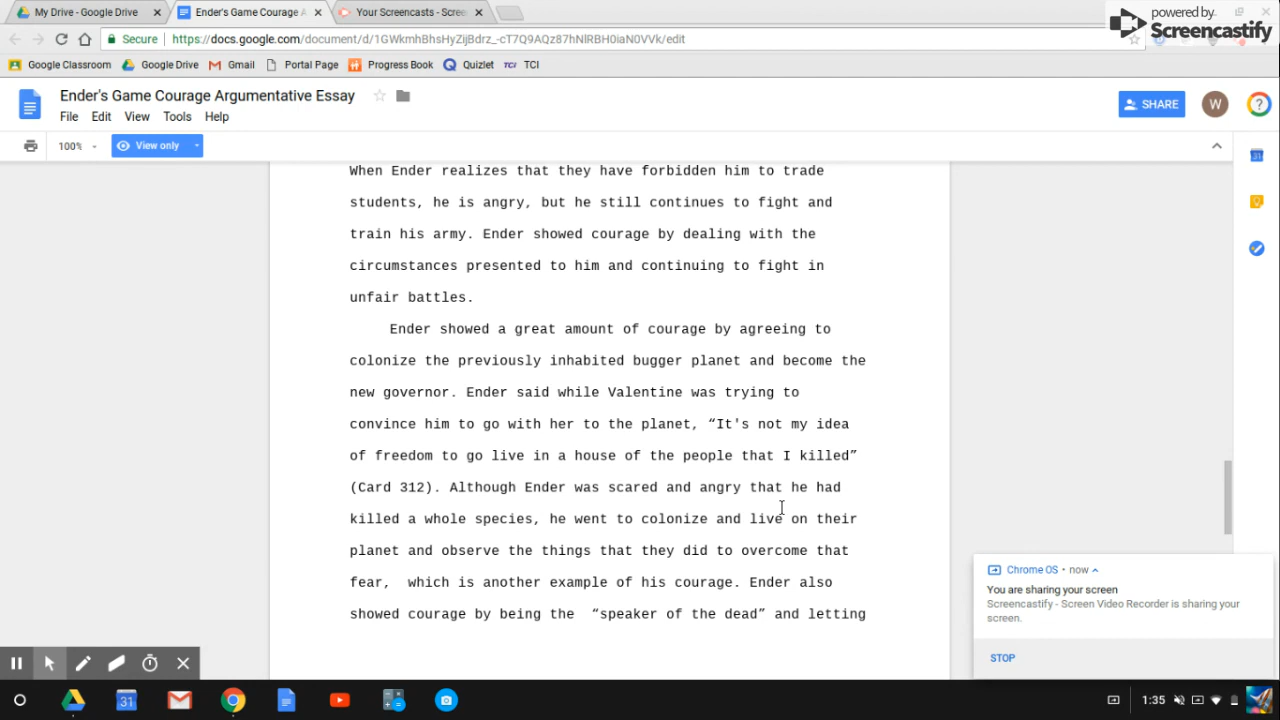 My Drive - Google Drive
Ender's Game Courage A
Your Screencasts - Scree
powered by
Screencastify
Secure
https://docs.google.com/document/d/1GWkmhBhsHyZijBdrz_-cT7Q9AQz87hNlRBH0iaN0VVk/edit
Google Classroom Google Drive Gmail Portal Page Progress Book Quizlet TCI TCI
Ender's Game Courage Argumentative Essay
SHARE
W
?
File Edit View Tools Help
100% View only
31
When Ender realizes that they have forbidden him to trade
students, he is angry, but he still continues to fight and
train his army. Ender showed courage by dealing with the
circumstances presented to him and continuing to fight in
unfair battles.
Ender showed a great amount of courage by agreeing to
colonize the previously inhabited bugger planet and become the
new governor. Ender said while Valentine was trying to
convince him to go with her to the planet, “It's not my idea
of freedom to go live in a house of the people that I killed”
(Card 312). Although Ender was scared and angry that he had
killed a whole species, he went to colonize and live on their
planet and observe the things that they did to overcome that
fear,  which is another example of his courage. Ender also
showed courage by being the  “speaker of the dead” and letting
Chrome OS • now
You are sharing your screen
Screencastify - Screen Video Recorder is sharing your
screen.
STOP
31
1:35